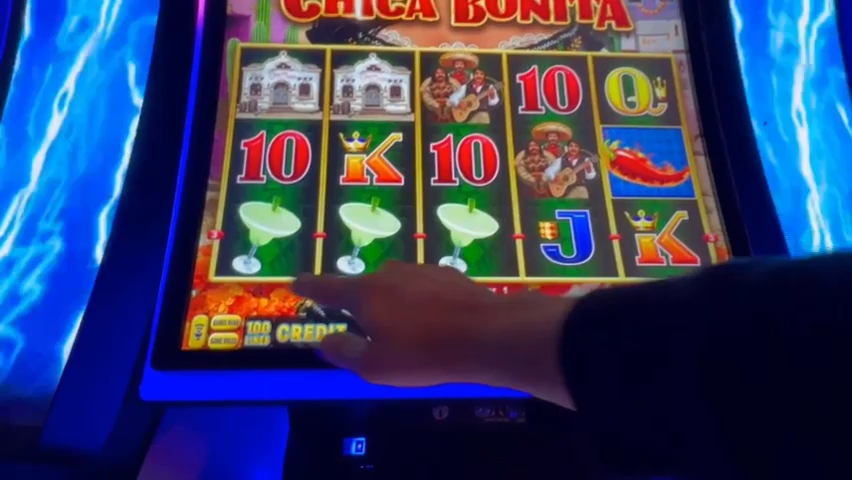 CHICA BONITA
10 Q
10 K 10
J K
100 LINES
CREDIT